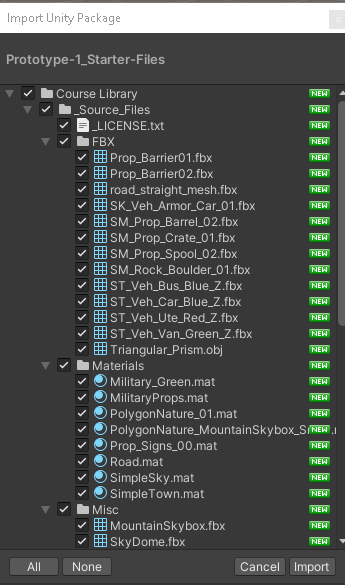 Import Unity Package
x
Prototype-1_Starter-Files
Course Library NEW
_Source_Files NEW
_LICENSE.txt NEW
FBX NEW
Prop_Barrier01.fbx NEW
Prop_Barrier02.fbx NEW
road_straight_mesh.fbx NEW
SK_Veh_Armor_Car_01.fbx NEW
SM_Prop_Barrel_02.fbx NEW
SM_Prop_Crate_01.fbx NEW
SM_Prop_Spool_02.fbx NEW
SM_Rock_Boulder_01.fbx NEW
ST_Veh_Bus_Blue_Z.fbx NEW
ST_Veh_Car_Blue_Z.fbx NEW
ST_Veh_Ute_Red_Z.fbx NEW
ST_Veh_Van_Green_Z.fbx NEW
Triangular_Prism.obj NEW
Materials NEW
Military_Green.mat NEW
MilitaryProps.mat NEW
PolygonNature_01.mat NEW
PolygonNature_MountainSkybox_S NEW
Prop_Signs_00.mat NEW
Road.mat NEW
SimpleSky.mat NEW
SimpleTown.mat NEW
Misc NEW
MountainSkybox.fbx NEW
SkyDome.fbx NEW
All None Cancel Import